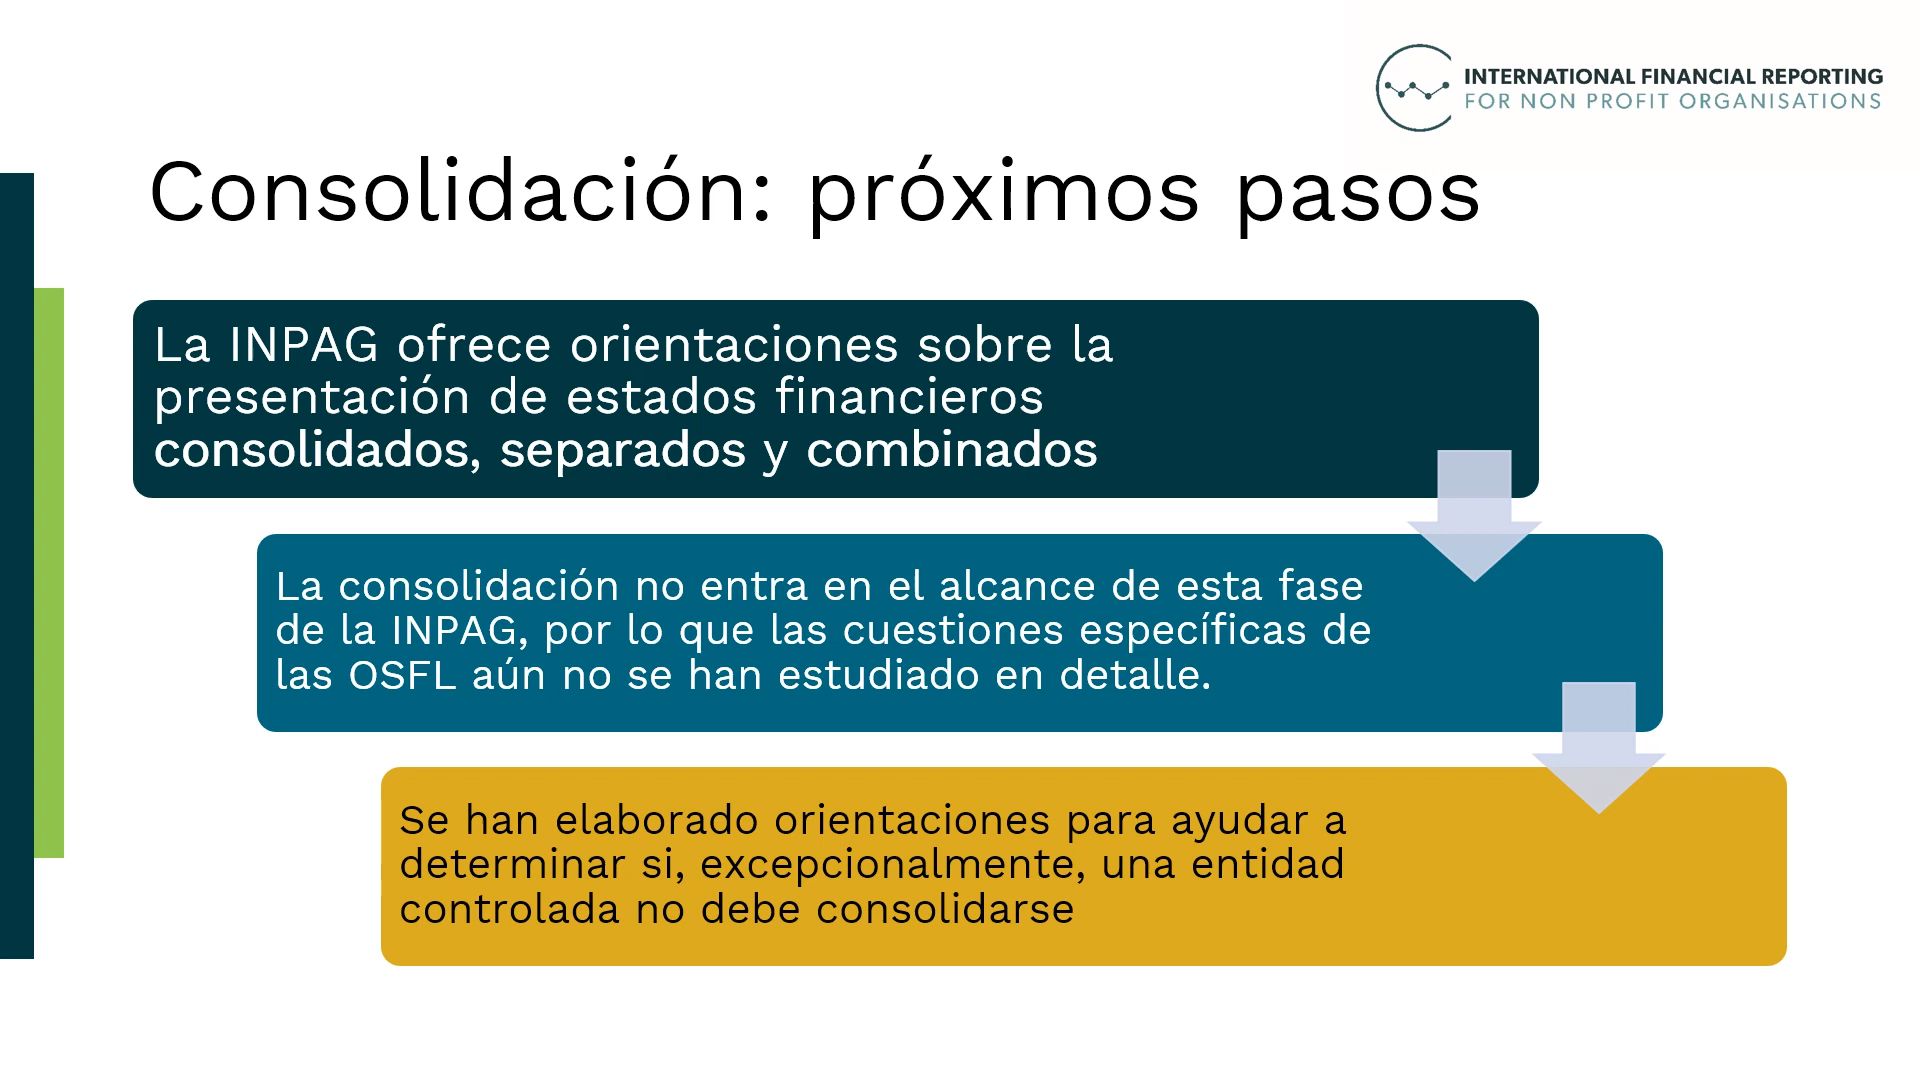 INTERNATIONAL FINANCIAL REPORTING
FOR NON PROFIT ORGANISATIONS
Consolidación: próximos pasos
La INPAG ofrece orientaciones sobre la
presentación de estados financieros
consolidados, separados y combinados
La consolidación no entra en el alcance de esta fase
de la INPAG, por lo que las cuestiones específicas de
las OSFL aún no se han estudiado en detalle.
Se han elaborado orientaciones para ayudar a
determinar si, excepcionalmente, una entidad
controlada no debe consolidarse